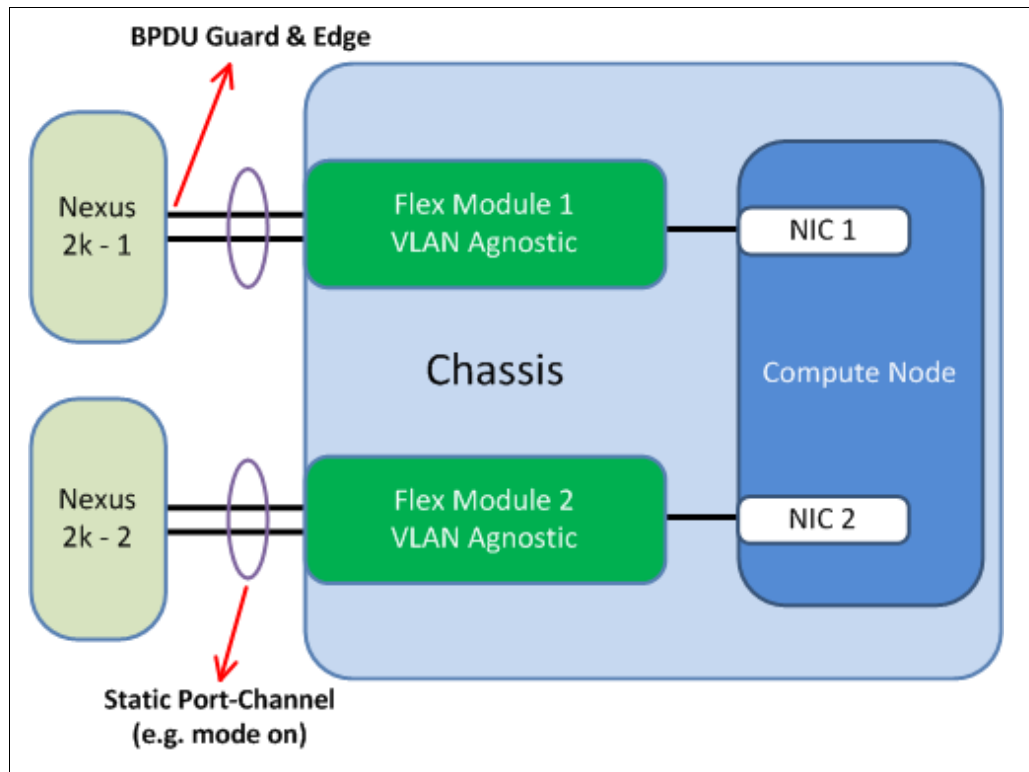 BPDU Guard & Edge
Nexus
2k - 1
Flex Module 1
VLAN Agnostic
NIC 1
Chassis
Compute Node
Nexus
2k - 2
Flex Module 2
VLAN Agnostic
NIC 2
Static Port-Channel
(e.g. mode on)